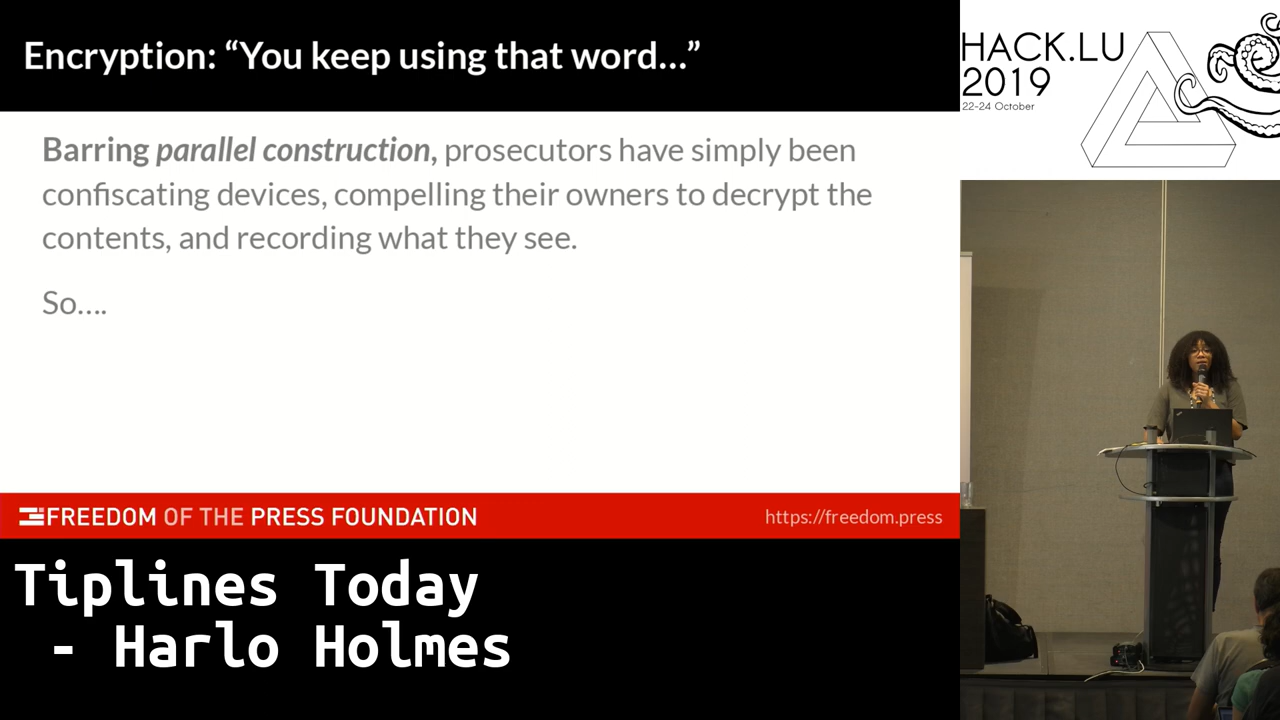 Encryption: “You keep using that word…”
Barring parallel construction, prosecutors have simply been
confiscating devices, compelling their owners to decrypt the
contents, and recording what they see.
So….
FREEDOM OF THE PRESS FOUNDATION
https://freedom.press
Tiplines Today
- Harlo Holmes
HACK.LU
2019
22-24 October